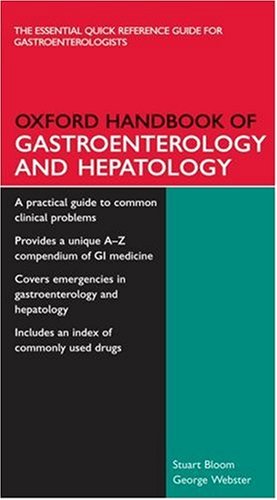 THE ESSENTIAL QUICK REFERENCE GUIDE FOR
GASTROENTEROLOGISTS
OXFORD HANDBOOK OF
GASTROENTEROLOGY
AND HEPATOLOGY
A practical guide to common
clinical problems
Provides a unique A–Z
compendium of GI medicine
Covers emergencies in
gastroenterology and
hepatology
Includes an index of
commonly used drugs
Stuart Bloom
George Webster